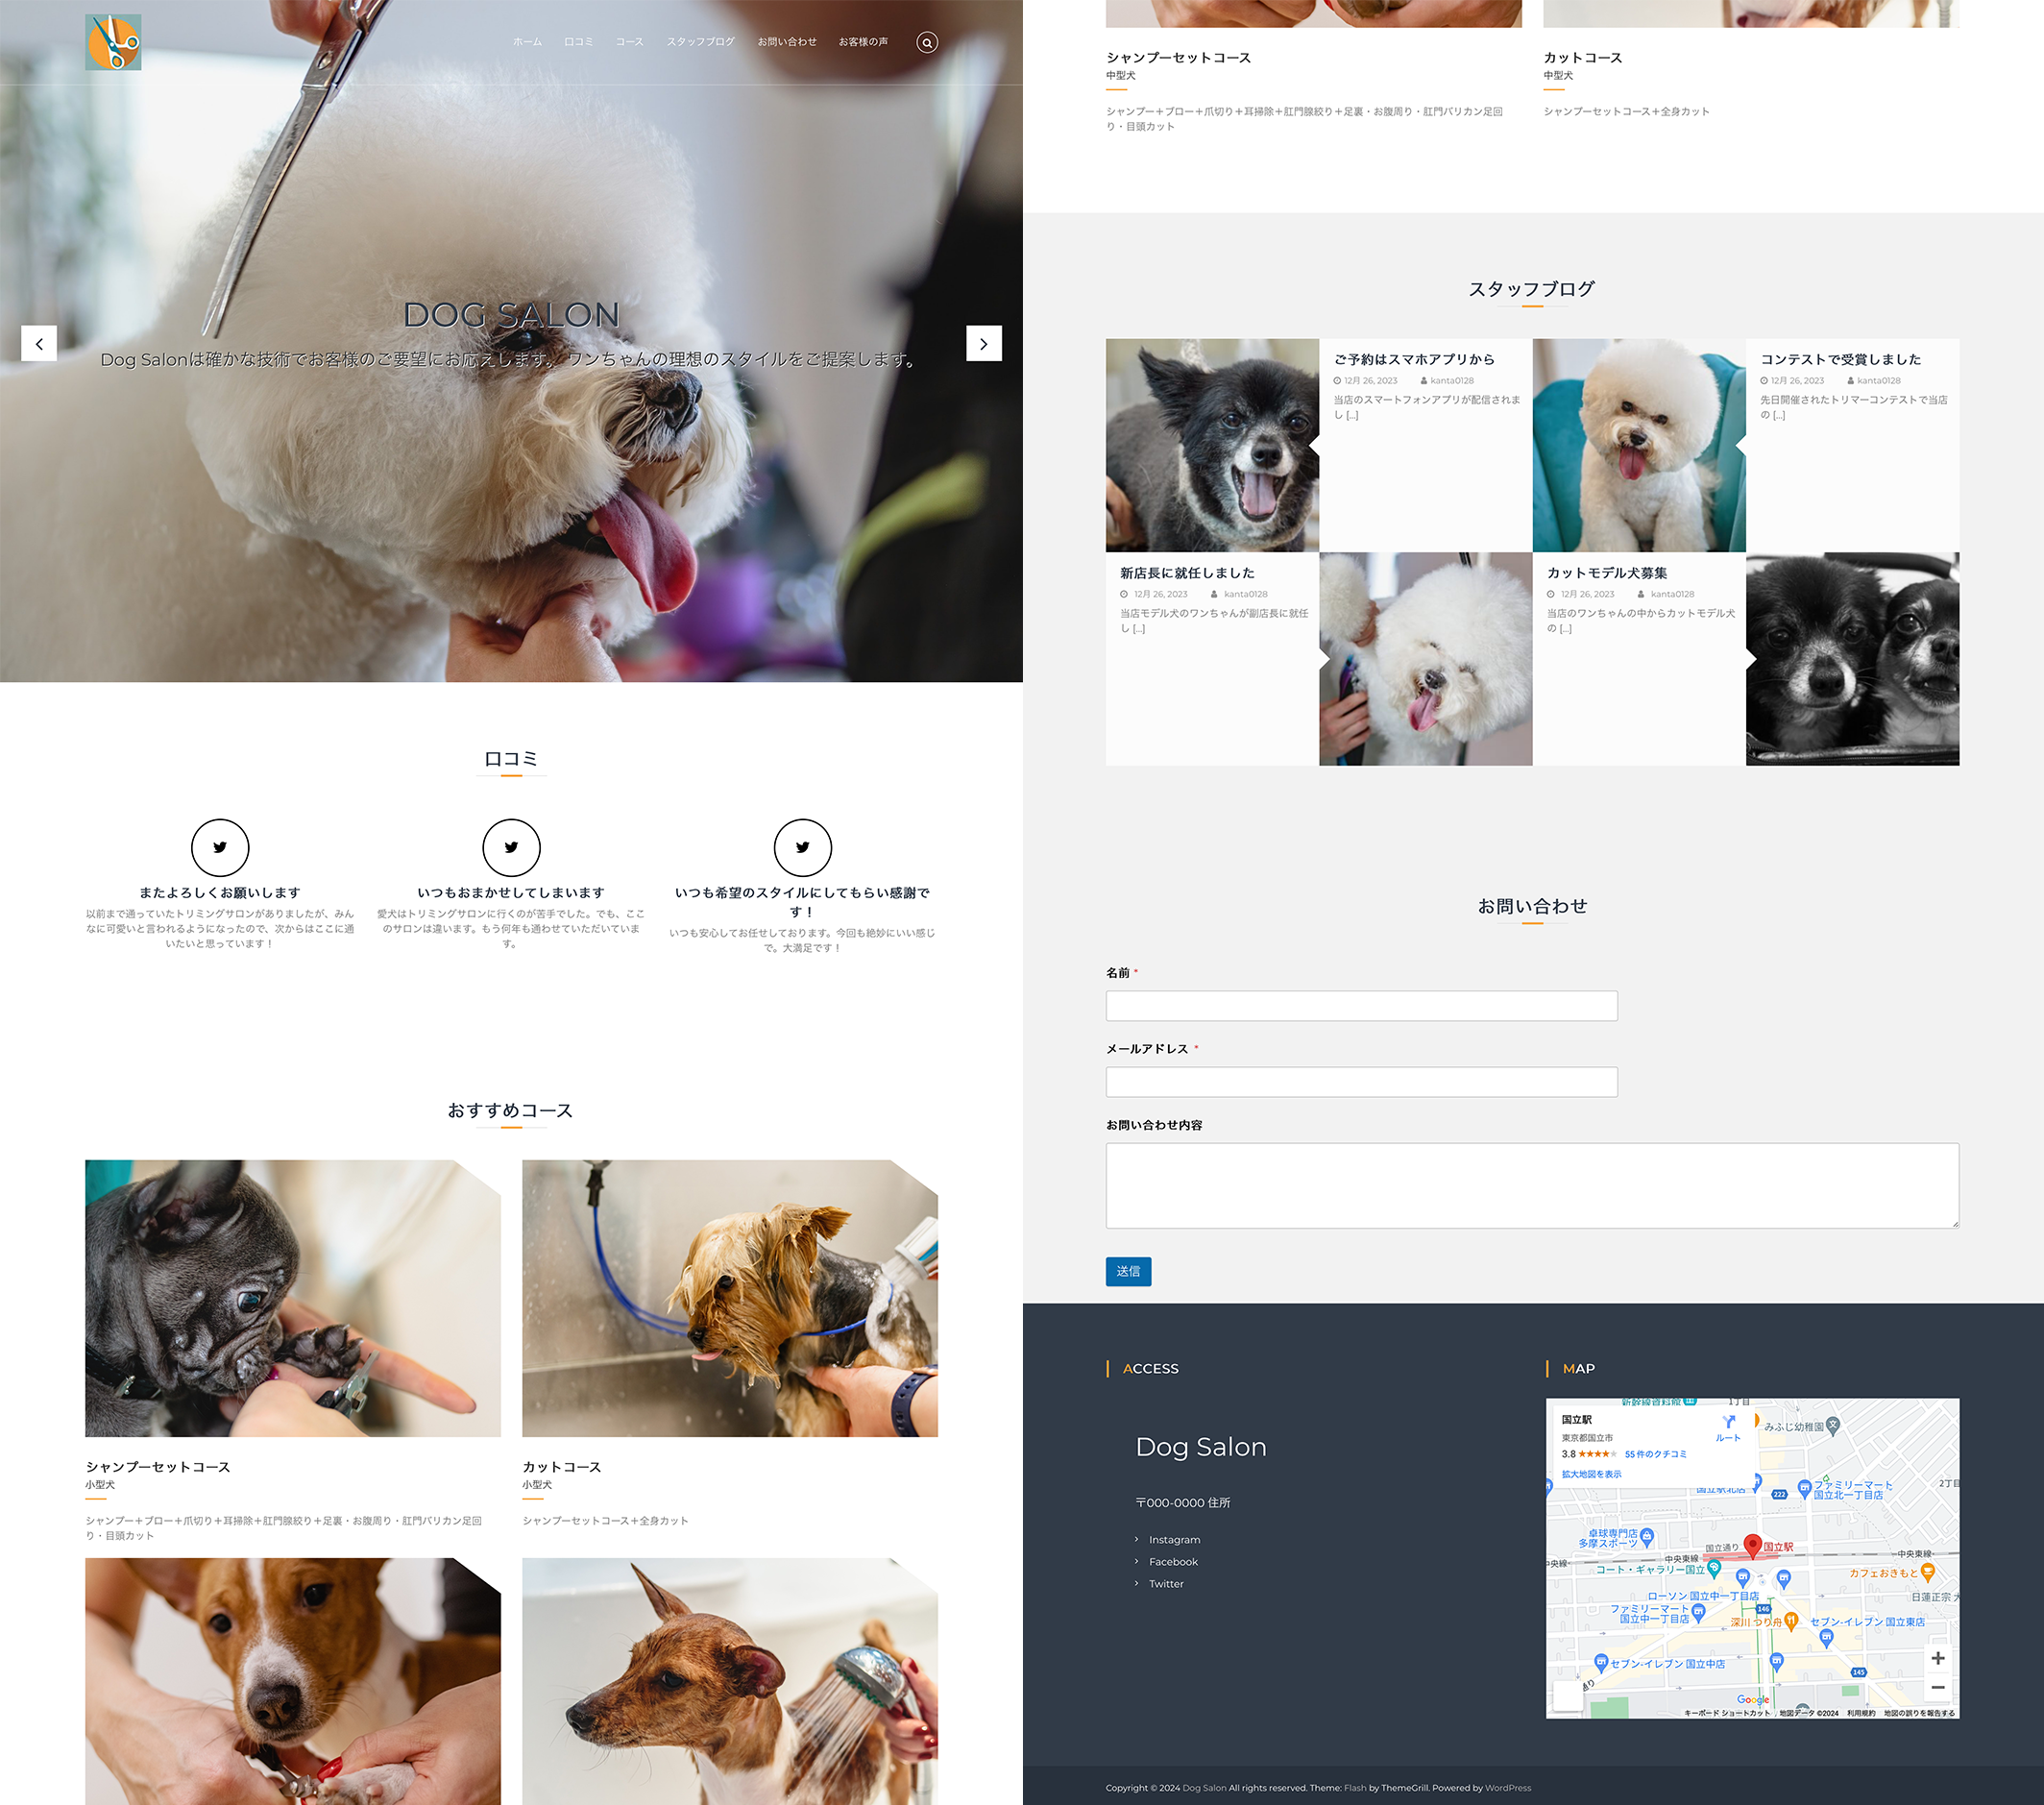 ホーム 口コミ コース スタッフブログ お問い合わせ お客様の声
DOG SALON
Dog Salonは確かな技術でお客様のご要望にお応えします。 ワンちゃんの理想のスタイルをご提案します。
口コミ
またよろしくお願いします
以前まで通っていたトリミングサロンがありましたが、みん
なに可愛いと言われるようになったので、次からはここに通
いたいと思っています！
いつもおまかせしてしまいます
愛犬はトリミングサロンに行くのが苦手でした。でも、ここ
のサロンは違います。もう何年も通わせていただいていま
す。
いつも希望のスタイルにしてもらい感謝で
す！
いつも安心してお任せしております。今回も絶妙にいい感じ
で。大満足です！
おすすめコース
シャンプーセットコース
小型犬
シャンプー＋ブロー＋爪切り＋耳掃除＋肛門腺絞り＋足裏・お腹周り・肛門バリカン足回
り・目頭カット
カットコース
小型犬
シャンプーセットコース＋全身カット
シャンプーセットコース
中型犬
シャンプー＋ブロー＋爪切り＋耳掃除＋肛門腺絞り＋足裏・お腹周り・肛門バリカン足回
り・目頭カット
カットコース
中型犬
シャンプーセットコース＋全身カット
スタッフブログ
ご予約はスマホアプリから
12月 26, 2023 kanta0128
当店のスマートフォンアプリが配信されま
し [...]
コンテストで受賞しました
12月 26, 2023 kanta0128
先日開催されたトリマーコンテストで当店
の [...]
新店長に就任しました
12月 26, 2023 kanta0128
当店モデル犬のワンちゃんが副店長に就任
し [...]
カットモデル犬募集
12月 26, 2023 kanta0128
当店のワンちゃんの中からカットモデル犬
の [...]
お問い合わせ
名前 *
メールアドレス *
お問い合わせ内容
送信
ACCESS
Dog Salon
〒000-0000 住所
Instagram
Facebook
Twitter
MAP
国立駅
東京都国立市
3.8 ★★★★★ 55 件のクチコミ
拡大地図を表示
ルート
1丁目
みふじ幼稚園
2丁目
ファミリーマート
国立北一丁目店
222
卓球専門店
多摩スポーツ
国立通り
国立駅
中央線
中央東線
中央東線
コート・ギャラリー国立
カフェおきもと
ローソン 国立中一丁目店
日蓮正宗
ファミリーマート
国立中一丁目店
146
深川 つり舟
セブン-イレブン 国立東店
セブン-イレブン 国立中店
145
Google
キーボード ショートカット 地図データ ©2024 利用規約 地図の誤りを報告する
Copyright © 2024 Dog Salon All rights reserved. Theme: Flash by ThemeGrill. Powered by WordPress